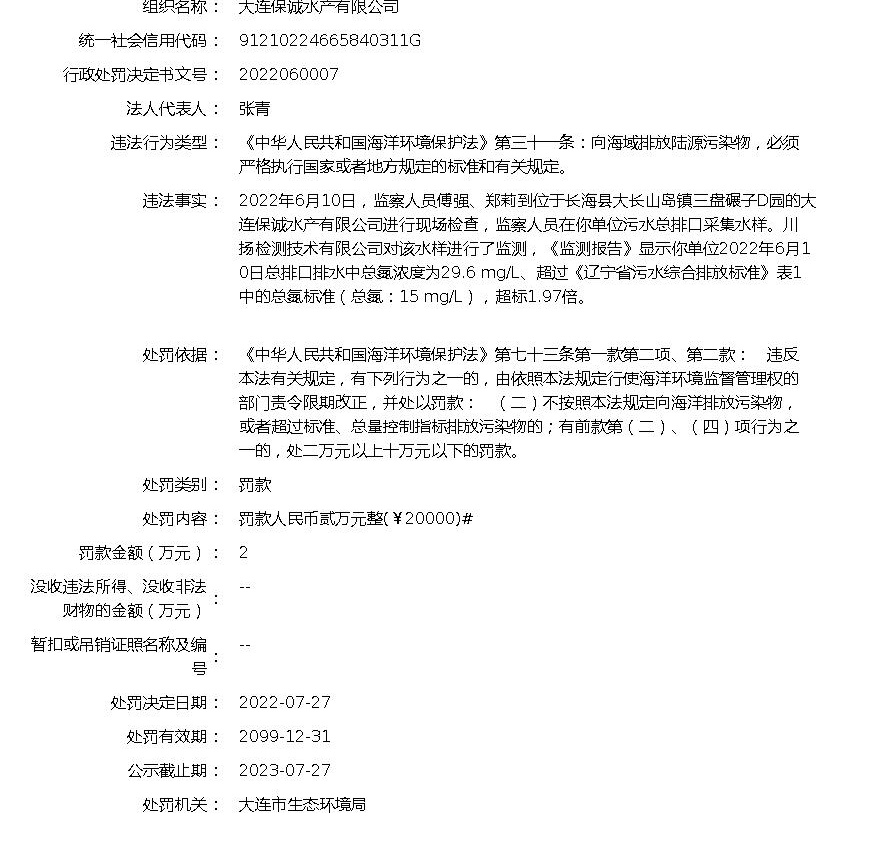 组织名称： 大连保诚水产有限公司
统一社会信用代码： 91210224665840311G
行政处罚决定书文号： 2022060007
法人代表人： 张青
违法行为类型： 《中华人民共和国海洋环境保护法》第三十一条：向海域排放陆源污染物，必须
严格执行国家或者地方规定的标准和有关规定。
违法事实： 2022年6月10日，监察人员傅强、郑莉到位于长海县大长山岛镇三盘碾子D园的大
连保诚水产有限公司进行现场检查，监察人员在你单位污水总排口采集水样。川
扬检测技术有限公司对该水样进行了监测，《监测报告》显示你单位2022年6月1
0日总排口排水中总氮浓度为29.6 mg/L、超过《辽宁省污水综合排放标准》表1
中的总氮标准（总氮：15 mg/L），超标1.97倍。
处罚依据： 《中华人民共和国海洋环境保护法》第七十三条第一款第二项、第二款： 违反
本法有关规定，有下列行为之一的，由依照本法规定行使海洋环境监督管理权的
部门责令限期改正，并处以罚款： （二）不按照本法规定向海洋排放污染物，
或者超过标准、总量控制指标排放污染物的；有前款第（二）、（四）项行为之
一的，处二万元以上十万元以下的罚款。
处罚类别： 罚款
处罚内容： 罚款人民币贰万元整(￥20000)#
罚款金额（万元）： 2
没收违法所得、没收非法
财物的金额（万元）： --
暂扣或吊销证照名称及编
号： --
处罚决定日期： 2022-07-27
处罚有效期： 2099-12-31
公示截止期： 2023-07-27
处罚机关： 大连市生态环境局